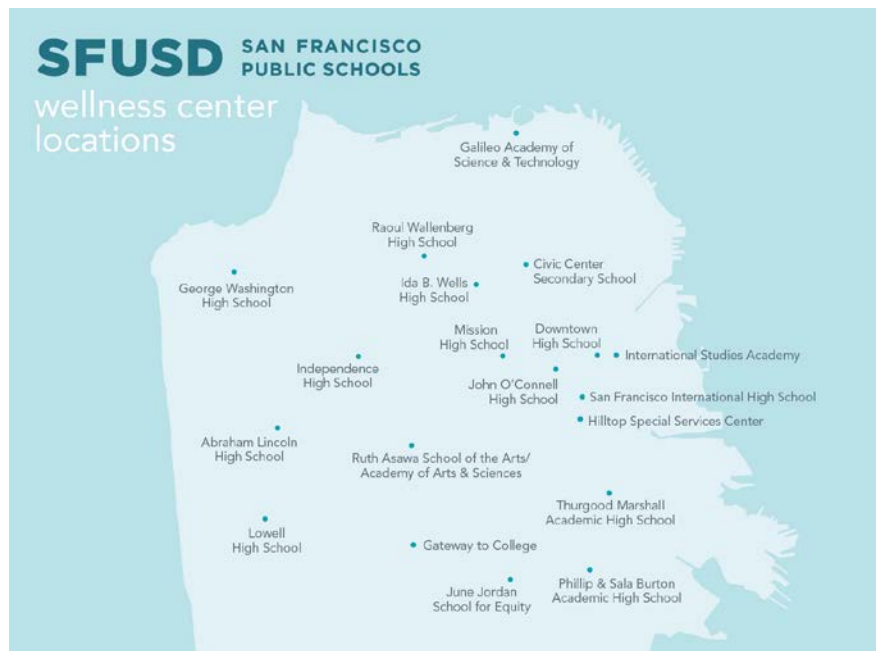 SFUSD
SAN FRANCISCO
PUBLIC SCHOOLS
wellness center
locations
Galileo Academy of
Science & Technology
Raoul Wallenberg
High School
Civic Center
Secondary School
George Washington
High School
Ida B. Wells
High School
Mission
High School
Downtown
High School
International Studies Academy
Independence
High School
John O'Connell
High School
San Francisco International High School
Hilltop Special Services Center
Abraham Lincoln
High School
Ruth Asawa School of the Arts/
Academy of Arts & Sciences
Thurgood Marshall
Academic High School
Lowell
High School
Gateway to College
June Jordan
School for Equity
Phillip & Sala Burton
Academic High School